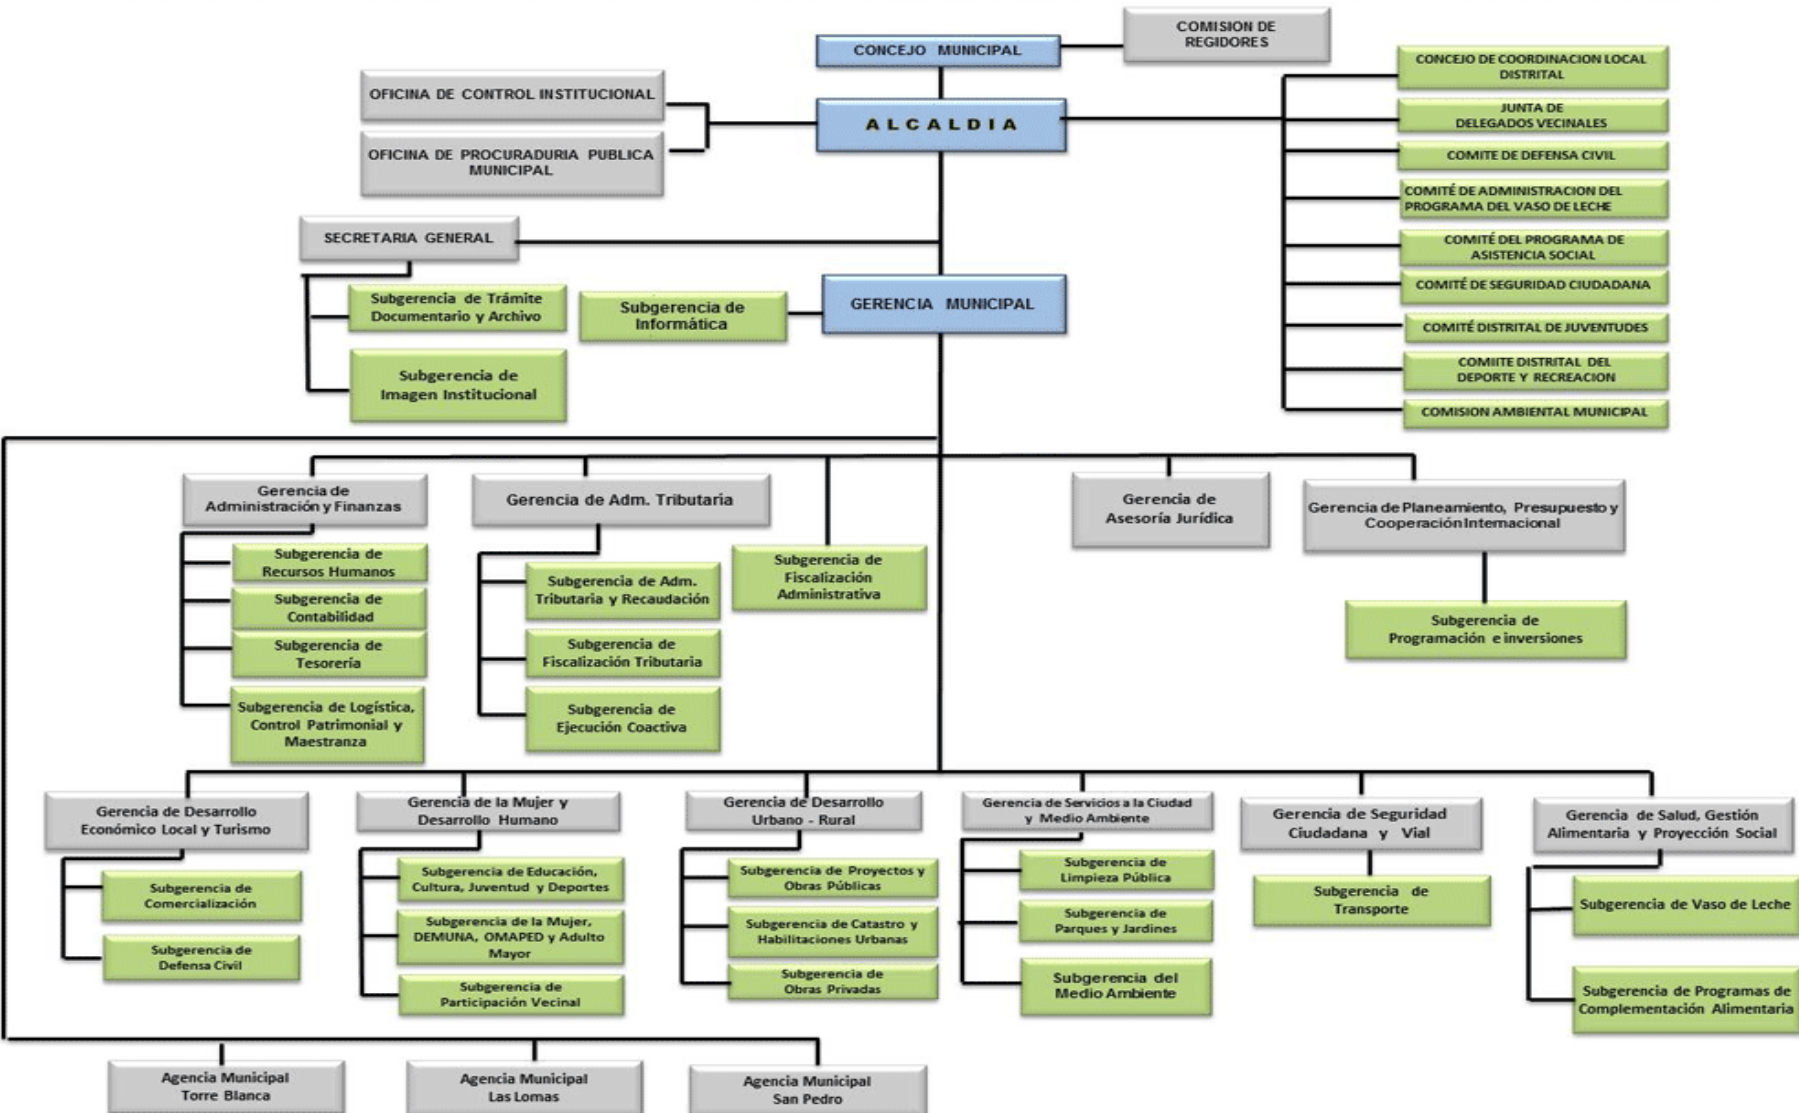 COMISION DE
REGIDORES
CONCEJO MUNICIPAL
CONCEJO DE COORDINACION LOCAL
DISTRITAL
OFICINA DE CONTROL INSTITUCIONAL
ALCALDIA
JUNTA DE
DELEGADOS VECINALES
OFICINA DE PROCURADURIA PUBLICA
MUNICIPAL
COMITE DE DEFENSA CIVIL
COMITÉ DE ADMINISTRACION DEL
PROGRAMA DEL VASO DE LECHE
SECRETARIA GENERAL
COMITÉ DEL PROGRAMA DE
ASISTENCIA SOCIAL
COMITÉ DE SEGURIDAD CIUDADANA
Subgerencia de Trámite
Documentario y Archivo
Subgerencia de
Informática
GERENCIA MUNICIPAL
COMITÉ DISTRITAL DE JUVENTUDES
COMIITE DISTRITAL DEL
DEPORTE Y RECREACION
Subgerencia de
Imagen Institucional
COMISION AMBIENTAL MUNICIPAL
Gerencia de
Administración y Finanzas
Gerencia de Adm. Tributaria
Gerencia de
Asesoría Jurídica
Gerencia de Planeamiento, Presupuesto y
Cooperación Internacional
Subgerencia de
Recursos Humanos
Subgerencia de
Contabilidad
Subgerencia de
Tesorería
Subgerencia de Logística,
Control Patrimonial y
Maestranza
Subgerencia de Adm.
Tributaria y Recaudación
Subgerencia de
Fiscalización Tributaria
Subgerencia de
Ejecución Coactiva
Subgerencia de
Fiscalización
Administrativa
Subgerencia de
Programación e inversiones
Gerencia de Desarrollo
Económico Local y Turismo
Gerencia de la Mujer y
Desarrollo Humano
Gerencia de Desarrollo
Urbano - Rural
Gerencia de Servicios a la Ciudad
y Medio Ambiente
Gerencia de Seguridad
Ciudadana y Vial
Gerencia de Salud, Gestión
Alimentaria y Proyección Social
Subgerencia de
Comercialización
Subgerencia de
Defensa Civil
Subgerencia de Educación,
Cultura, Juventud y Deportes
Subgerencia de la Mujer,
DEMUNA, OMAPED y Adulto
Mayor
Subgerencia de
Participación Vecinal
Subgerencia de Proyectos y
Obras Públicas
Subgerencia de Catastro y
Habilitaciones Urbanas
Subgerencia de
Obras Privadas
Subgerencia de
Limpieza Pública
Subgerencia de
Parques y Jardines
Subgerencia del
Medio Ambiente
Subgerencia de
Transporte
Subgerencia de Vaso de Leche
Subgerencia de Programas de
Complementación Alimentaria
Agencia Municipal
Torre Blanca
Agencia Municipal
Las Lomas
Agencia Municipal
San Pedro